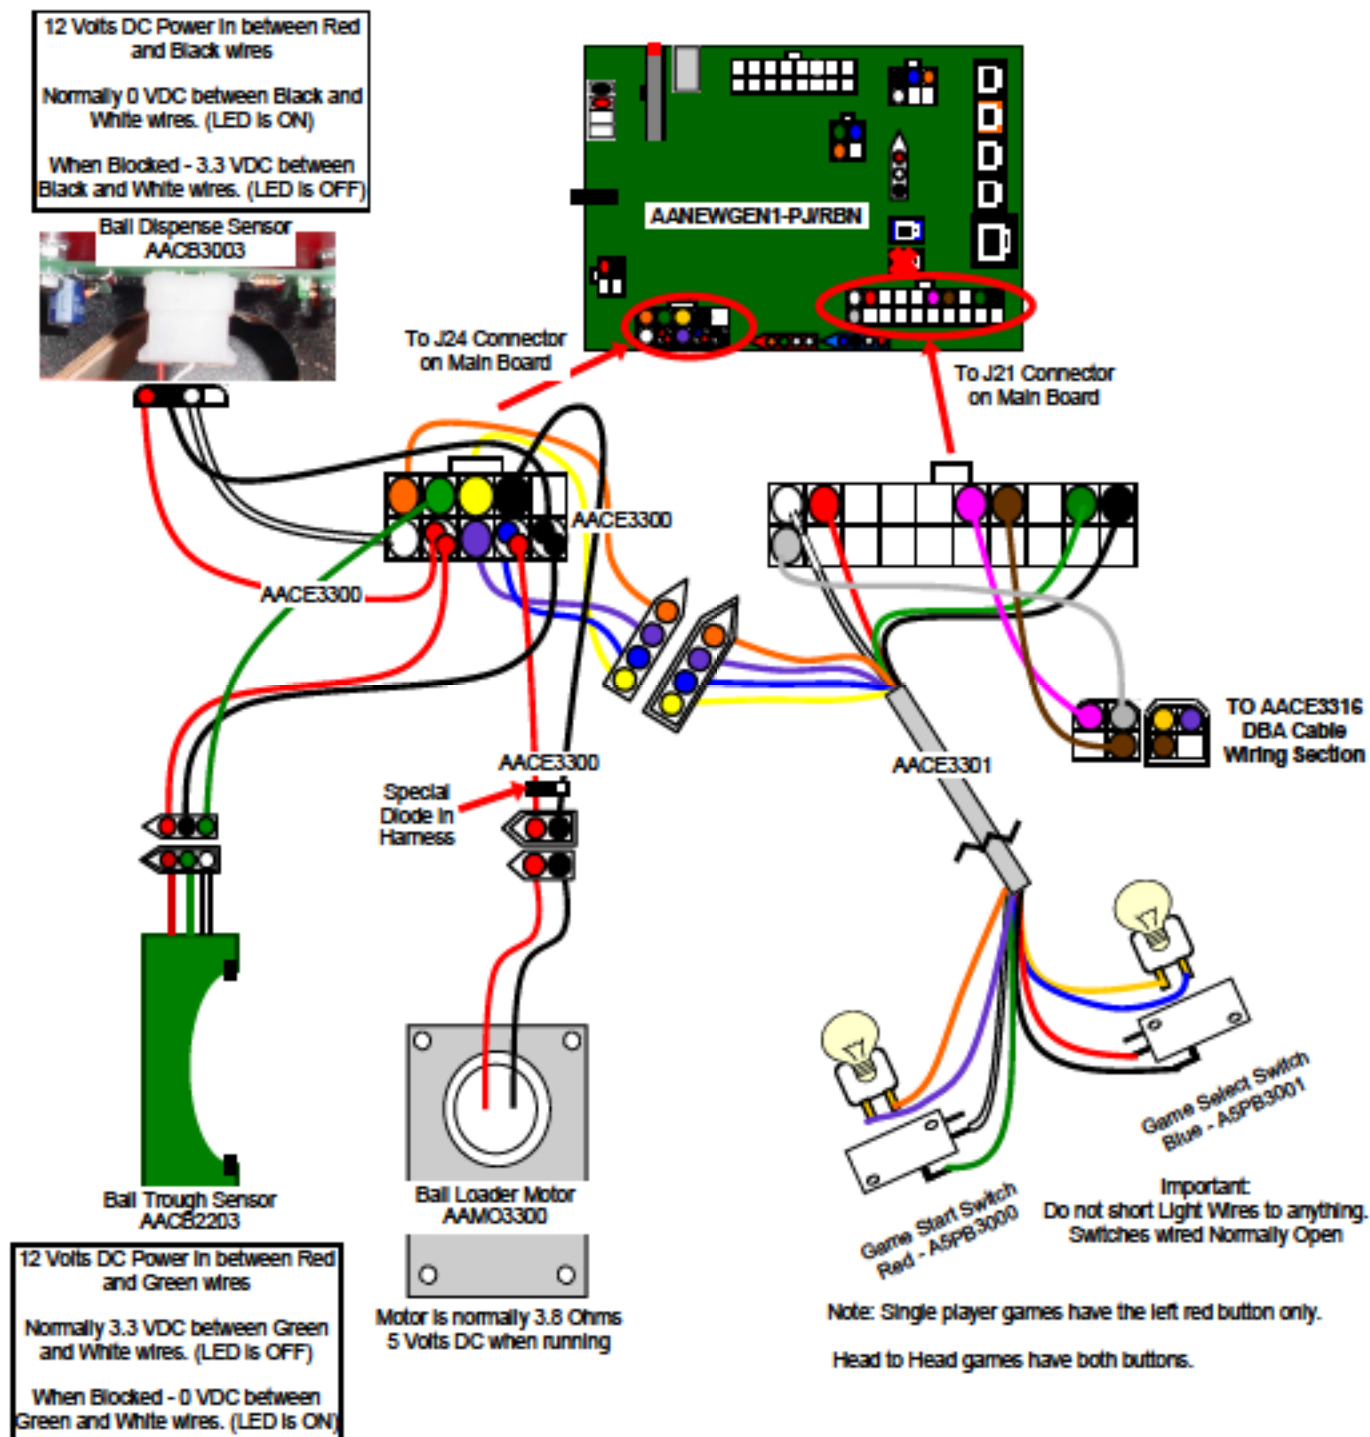 12 Volts DC Power In between Red
and Black wires
Normally 0 VDC between Black and
White wires. (LED is ON)
When Blocked - 3.3 VDC between
Black and White wires. (LED is OFF)
Ball Dispense Sensor
AACB3003
AANEWGEN1-PJ/RBN
To J24 Connector
on Main Board
To J21 Connector
on Main Board
AACE3300
AACE3300
AACE3300
Special
Diode In
Harness
AACE3301
TO AACE3316
DBA Cable
Wiring Section
Ball Trough Sensor
AACB2203
12 Volts DC Power In between Red
and Green wires
Normally 3.3 VDC between Green
and White wires. (LED is OFF)
When Blocked - 0 VDC between
Green and White wires. (LED is ON)
Ball Loader Motor
AAMO3300
Motor is normally 3.8 Ohms
5 Volts DC when running
Game Start Switch
Red - A5PB3000
Game Select Switch
Blue - A5PB3001
Important:
Do not short Light Wires to anything.
Switches wired Normally Open
Note: Single player games have the left red button only.
Head to Head games have both buttons.